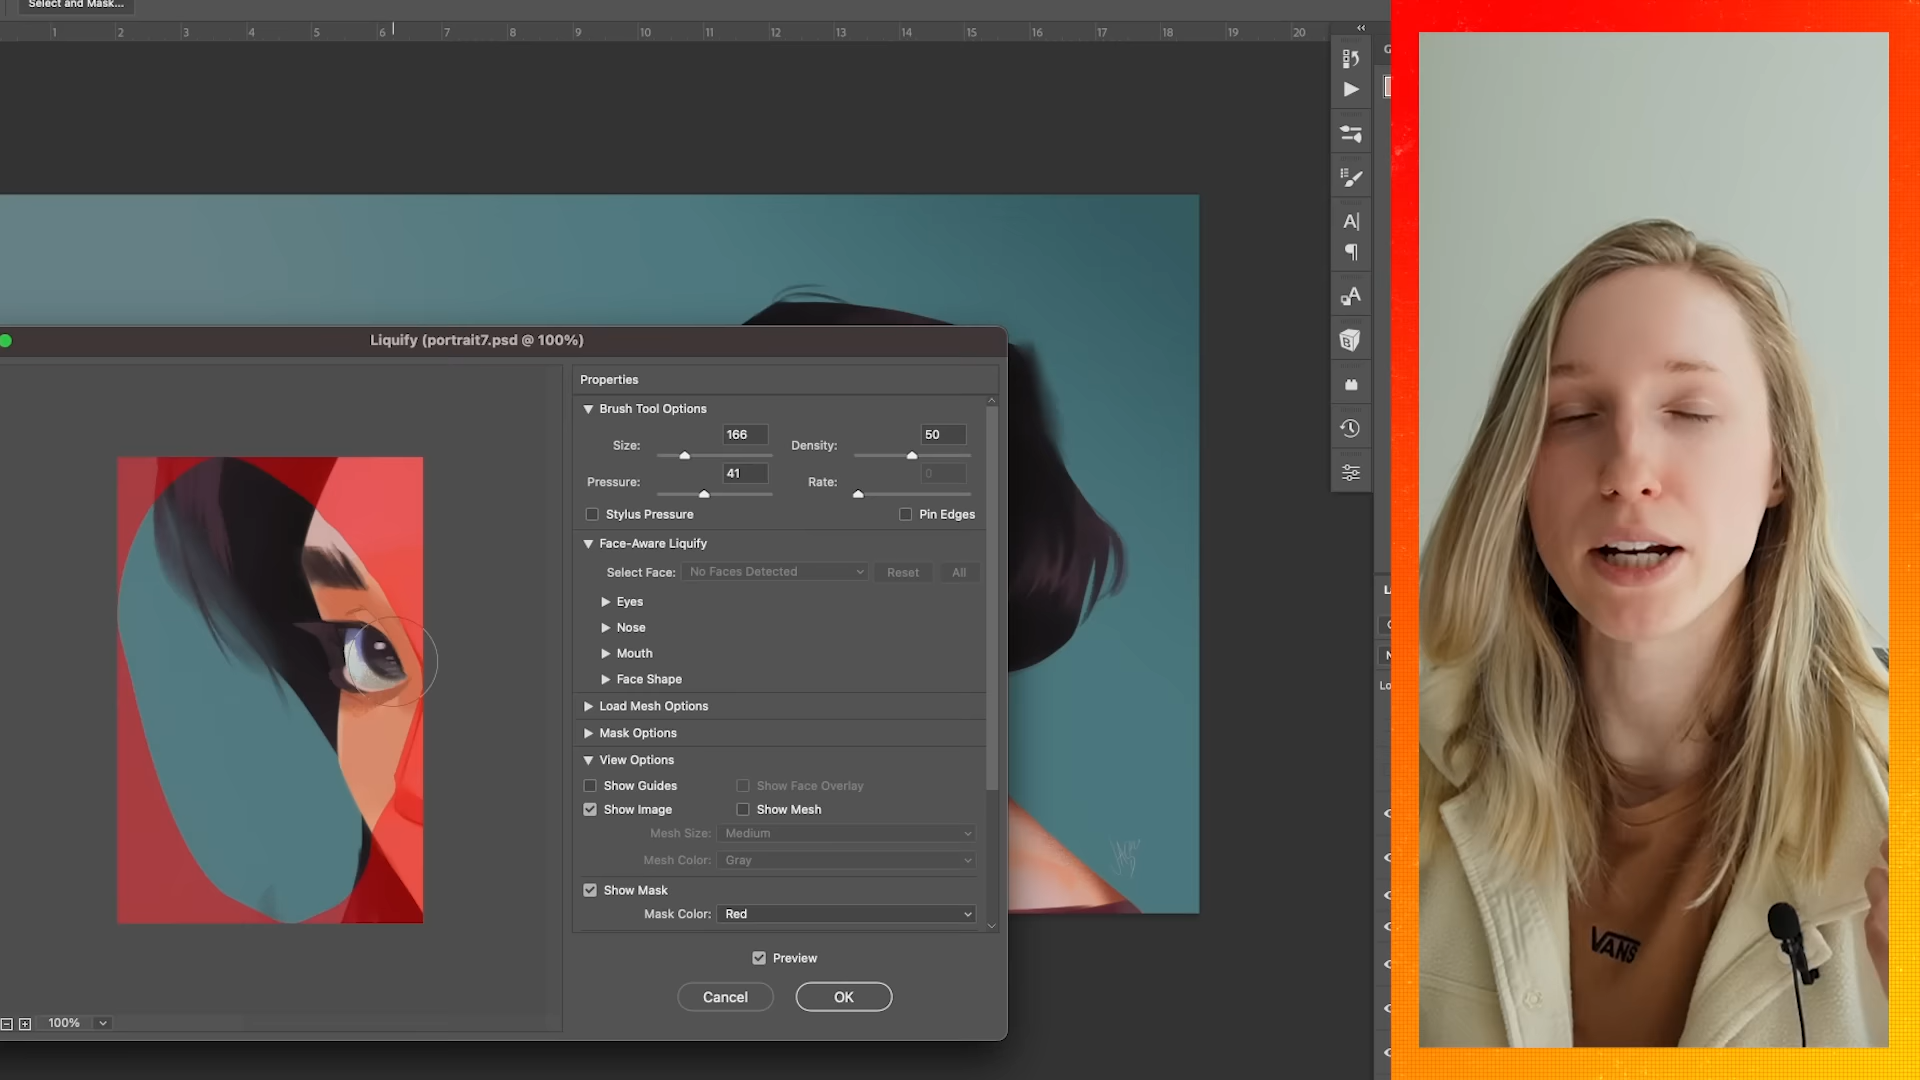 Select and Mask...
1 2 3 4 5 6 7 8 9 10 11 12 13 14 15 16 17 18 19 20
Liquify (portrait7.psd @ 100%)
Properties
Brush Tool Options
Size: 166 Density: 50
Pressure: 41 Rate: 0
Stylus Pressure Pin Edges
Face-Aware Liquify
Select Face: No Faces Detected Reset All
Eyes
Nose
Mouth
Face Shape
Load Mesh Options
Mask Options
View Options
Show Guides Show Face Overlay
Show Image Show Mesh
Mesh Size: Medium
Mesh Color: Gray
Show Mask
Mask Color: Red
Preview
Cancel OK
100%
Lo
VANS